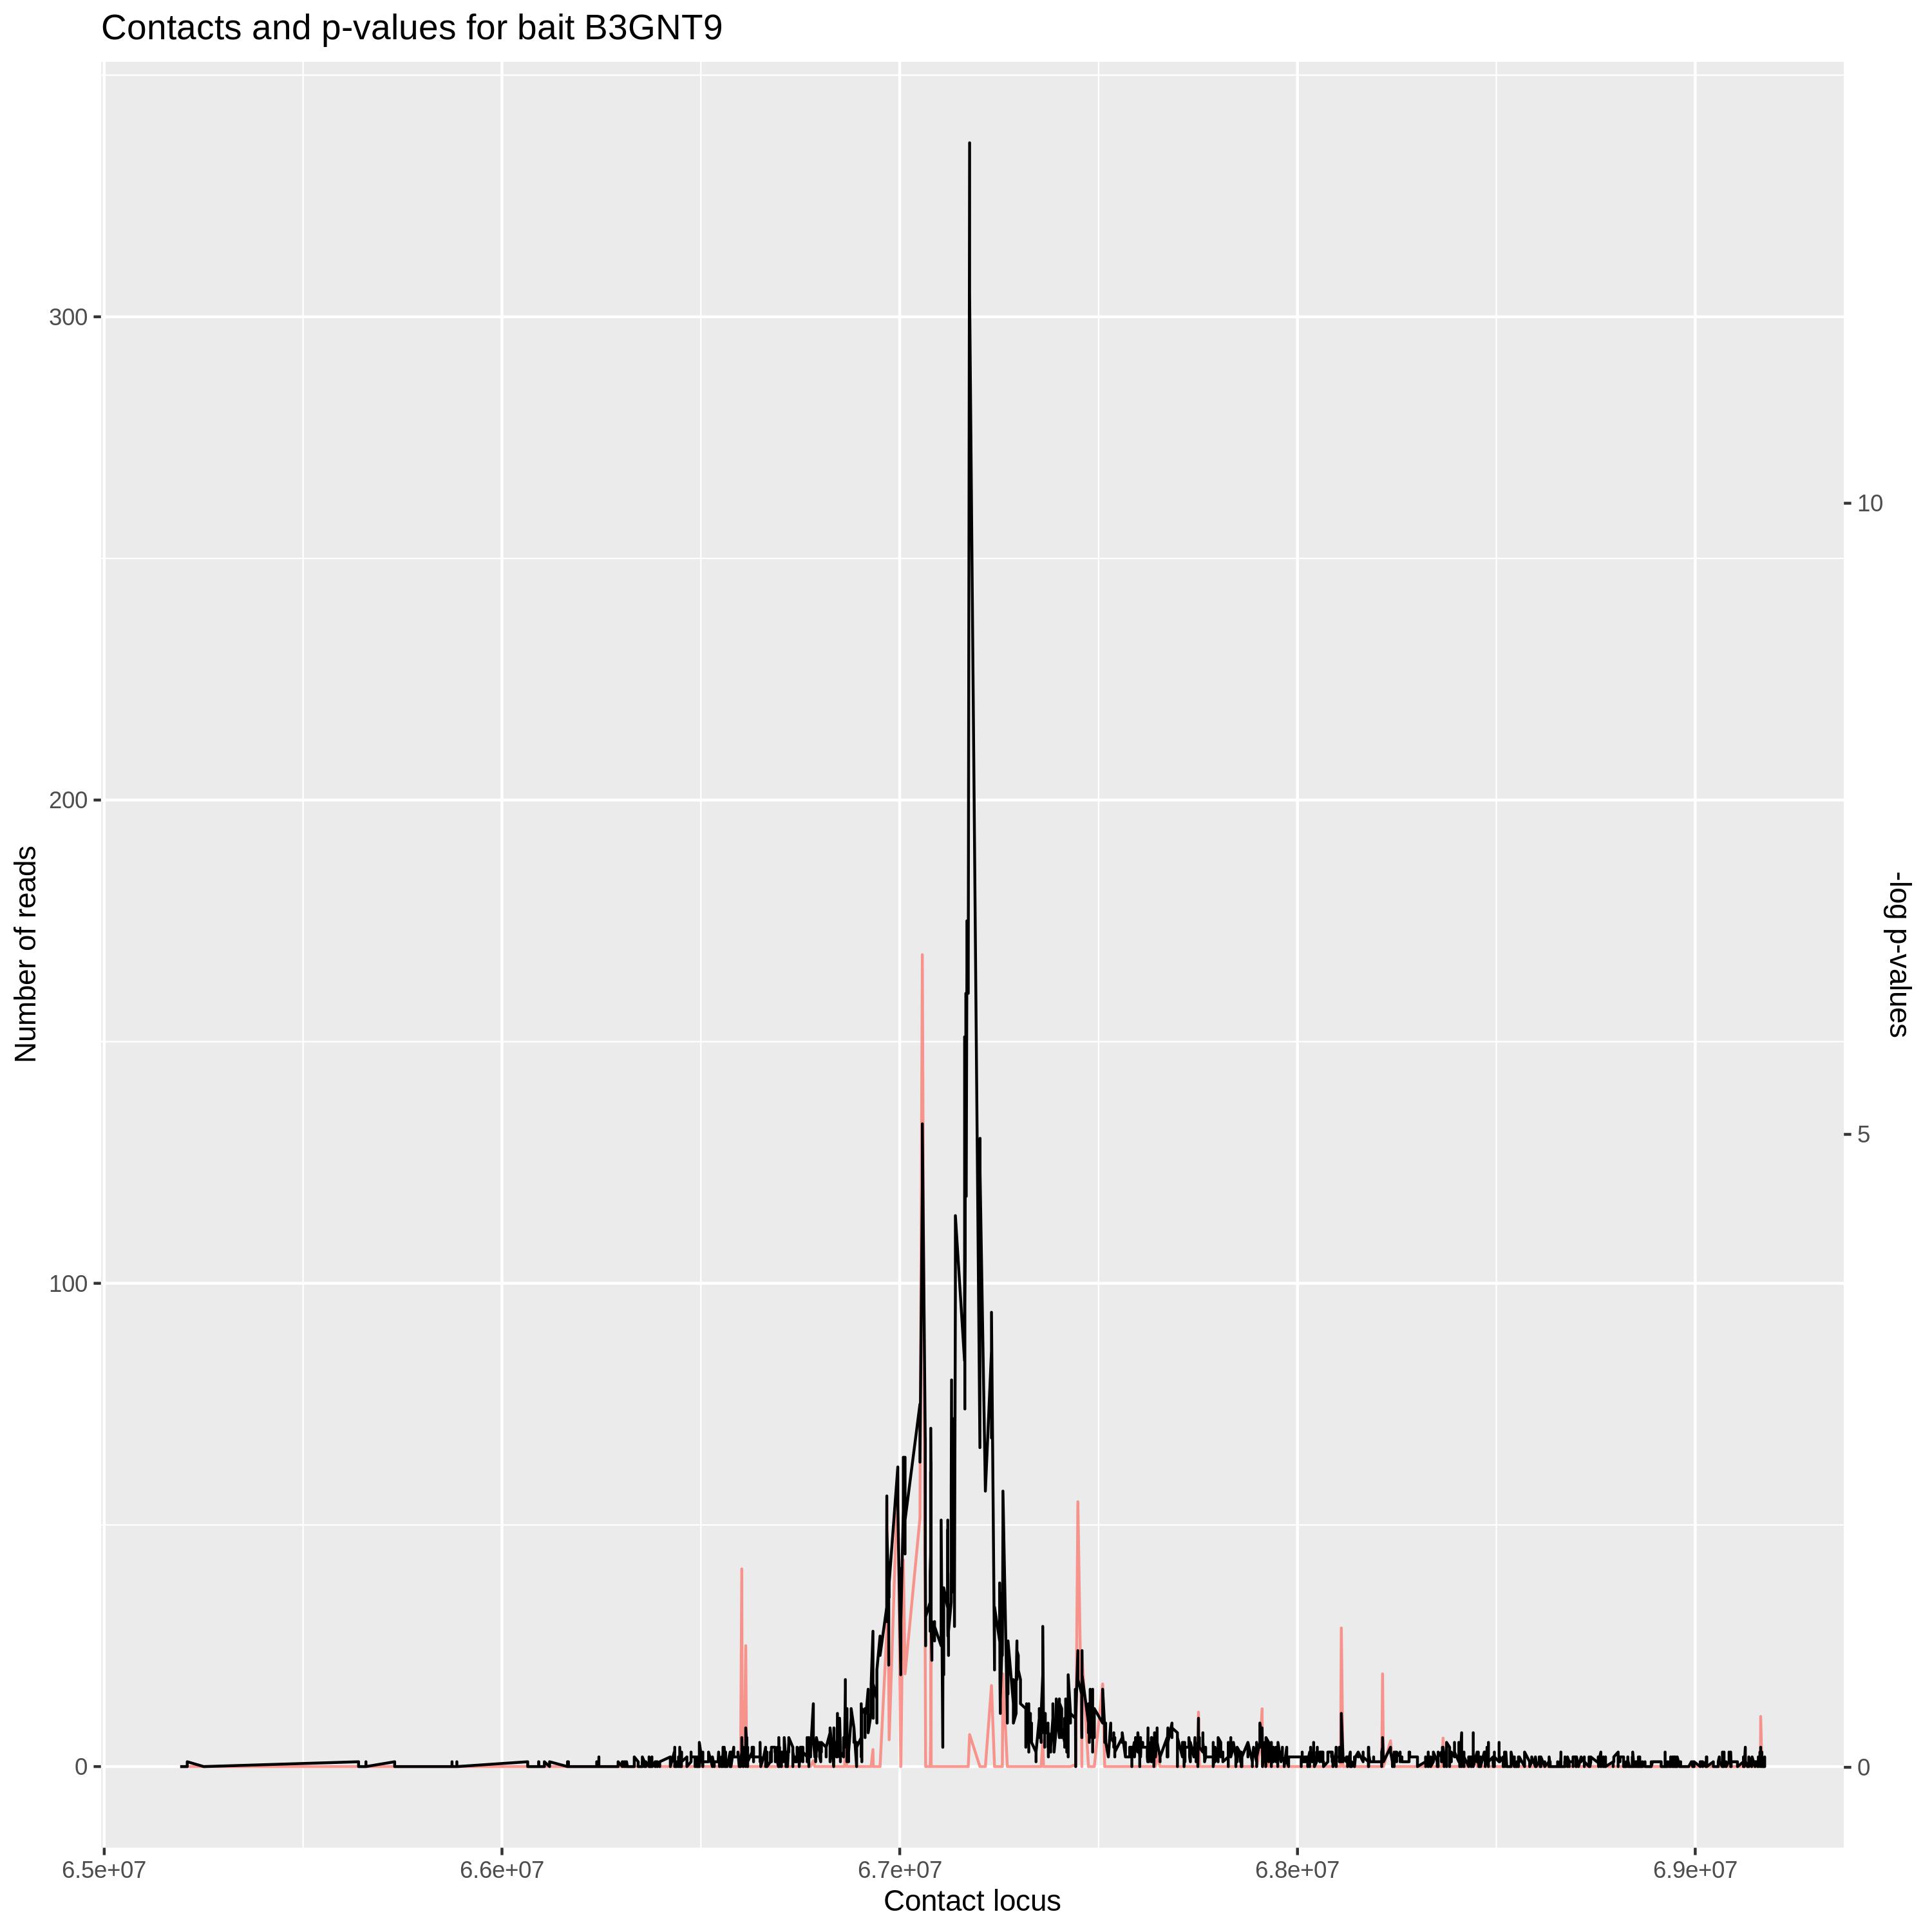 Contacts and p-values for bait B3GNT9
300
200
100
0
Number of reads
10
5
0
-log p-values
6.5e+07
6.6e+07
6.7e+07
6.8e+07
6.9e+07
Contact locus